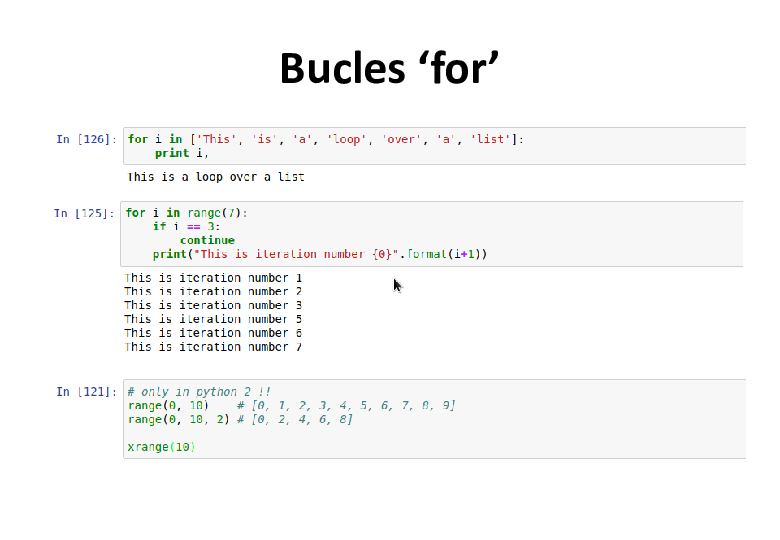 Bucles ‘for’
In [126]: for i in ['This', 'is', 'a', 'loop', 'over', 'a', 'list']:
    print i,
This is a loop over a list
In [125]: for i in range(7):
    if i == 3:
        continue
    print("This is iteration number {0}".format(i+1))
This is iteration number 1
This is iteration number 2
This is iteration number 3
This is iteration number 5
This is iteration number 6
This is iteration number 7
In [121]: # only in python 2 !!
range(0, 10)    # [0, 1, 2, 3, 4, 5, 6, 7, 8, 9]
range(0, 10, 2) # [0, 2, 4, 6, 8]
xrange(10)